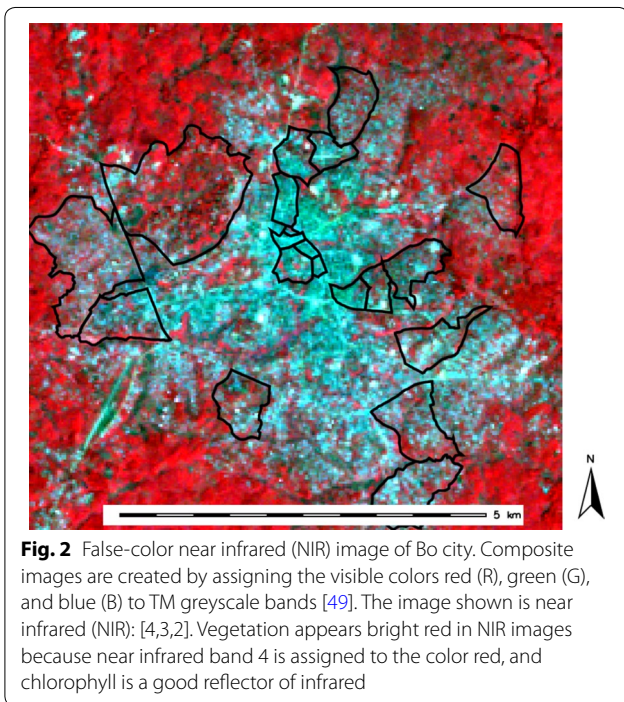 N
5 km
Fig. 2 False-color near infrared (NIR) image of Bo city. Composite
images are created by assigning the visible colors red (R), green (G),
and blue (B) to TM greyscale bands [49]. The image shown is near
infrared (NIR): [4,3,2]. Vegetation appears bright red in NIR images
because near infrared band 4 is assigned to the color red, and
chlorophyll is a good reflector of infrared